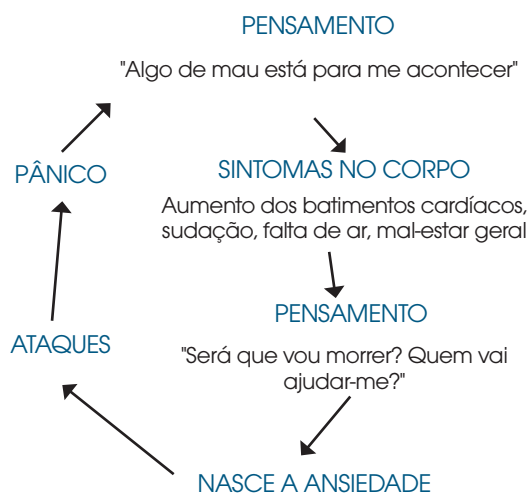 PENSAMENTO
"Algo de mau está para me acontecer"
SINTOMAS NO CORPO
Aumento dos batimentos cardíacos,
sudação, falta de ar, mal-estar geral
PENSAMENTO
"Será que vou morrer? Quem vai
ajudar-me?"
NASCE A ANSIEDADE
ATAQUES
PÂNICO